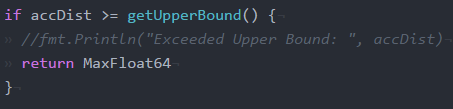 if accDist >= getUpperBound() {
//fmt.Println("Exceeded Upper Bound: ", accDist)
return MaxFloat64
}